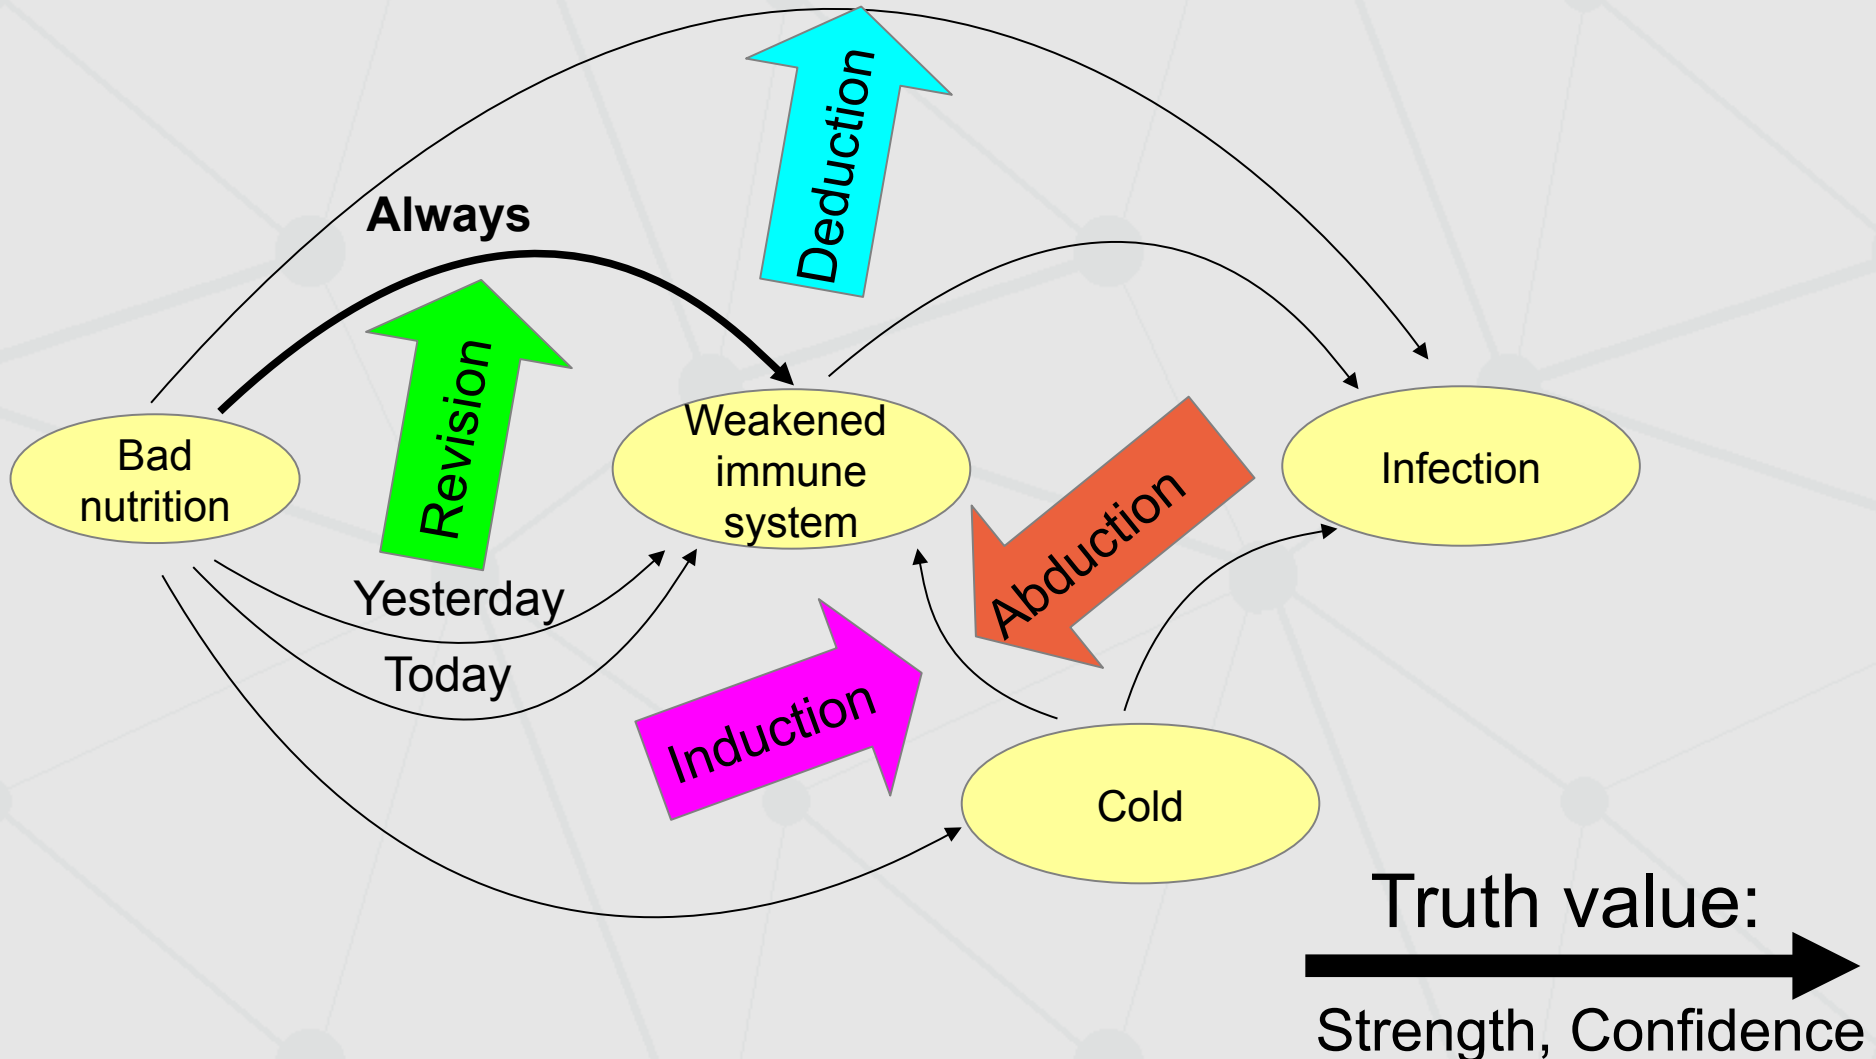 Deduction
Always
Revision
Bad
nutrition
Weakened
immune
system
Infection
Abduction
Yesterday
Today
Induction
Cold
Truth value:
Strength, Confidence